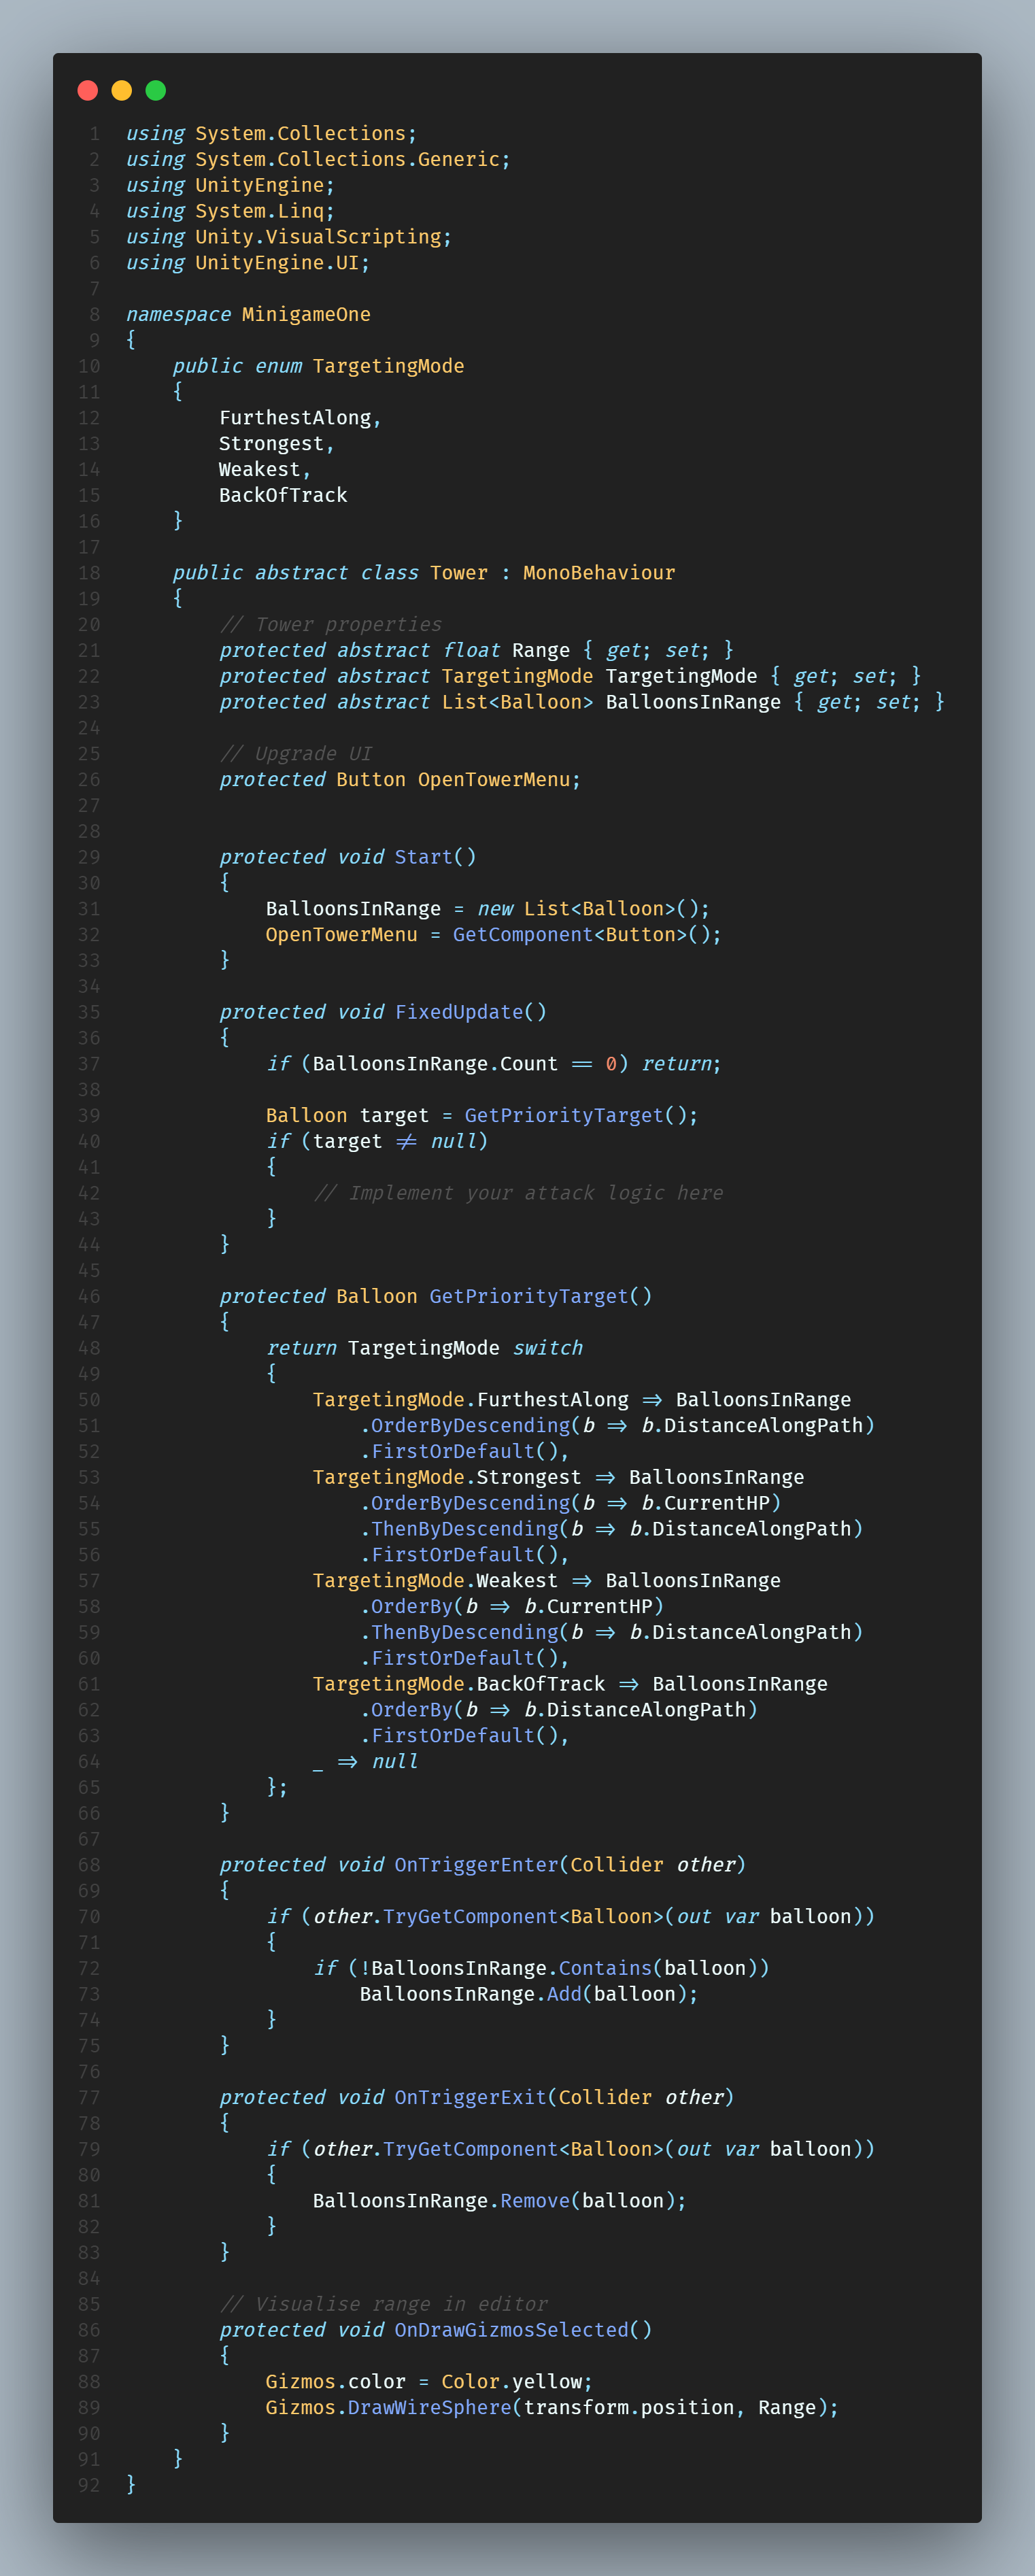 1 using System.Collections;
2 using System.Collections.Generic;
3 using UnityEngine;
4 using System.Linq;
5 using Unity.VisualScripting;
6 using UnityEngine.UI;
7
8 namespace MinigameOne
9 {
10     public enum TargetingMode
11     {
12         FurthestAlong,
13         Strongest,
14         Weakest,
15         BackOfTrack
16     }
17
18     public abstract class Tower : MonoBehaviour
19     {
20         // Tower properties
21         protected abstract float Range { get; set; }
22         protected abstract TargetingMode TargetingMode { get; set; }
23         protected abstract List<Balloon> BalloonsInRange { get; set; }
24
25         // Upgrade UI
26         protected Button OpenTowerMenu;
27
28
29         protected void Start()
30         {
31             BalloonsInRange = new List<Balloon>();
32             OpenTowerMenu = GetComponent<Button>();
33         }
34
35         protected void FixedUpdate()
36         {
37             if (BalloonsInRange.Count == 0) return;
38
39             Balloon target = GetPriorityTarget();
40             if (target != null)
41             {
42                 // Implement your attack logic here
43             }
44         }
45
46         protected Balloon GetPriorityTarget()
47         {
48             return TargetingMode switch
49             {
50                 TargetingMode.FurthestAlong => BalloonsInRange
51                     .OrderByDescending(b => b.DistanceAlongPath)
52                     .FirstOrDefault(),
53                 TargetingMode.Strongest => BalloonsInRange
54                     .OrderByDescending(b => b.CurrentHP)
55                     .ThenByDescending(b => b.DistanceAlongPath)
56                     .FirstOrDefault(),
57                 TargetingMode.Weakest => BalloonsInRange
58                     .OrderBy(b => b.CurrentHP)
59                     .ThenByDescending(b => b.DistanceAlongPath)
60                     .FirstOrDefault(),
61                 TargetingMode.BackOfTrack => BalloonsInRange
62                     .OrderBy(b => b.DistanceAlongPath)
63                     .FirstOrDefault(),
64                 _ => null
65             };
66         }
67
68         protected void OnTriggerEnter(Collider other)
69         {
70             if (other.TryGetComponent<Balloon>(out var balloon))
71             {
72                 if (!BalloonsInRange.Contains(balloon))
73                     BalloonsInRange.Add(balloon);
74             }
75         }
76
77         protected void OnTriggerExit(Collider other)
78         {
79             if (other.TryGetComponent<Balloon>(out var balloon))
80             {
81                 BalloonsInRange.Remove(balloon);
82             }
83         }
84
85         // Visualise range in editor
86         protected void OnDrawGizmosSelected()
87         {
88             Gizmos.color = Color.yellow;
89             Gizmos.DrawWireSphere(transform.position, Range);
90         }
91     }
92 }